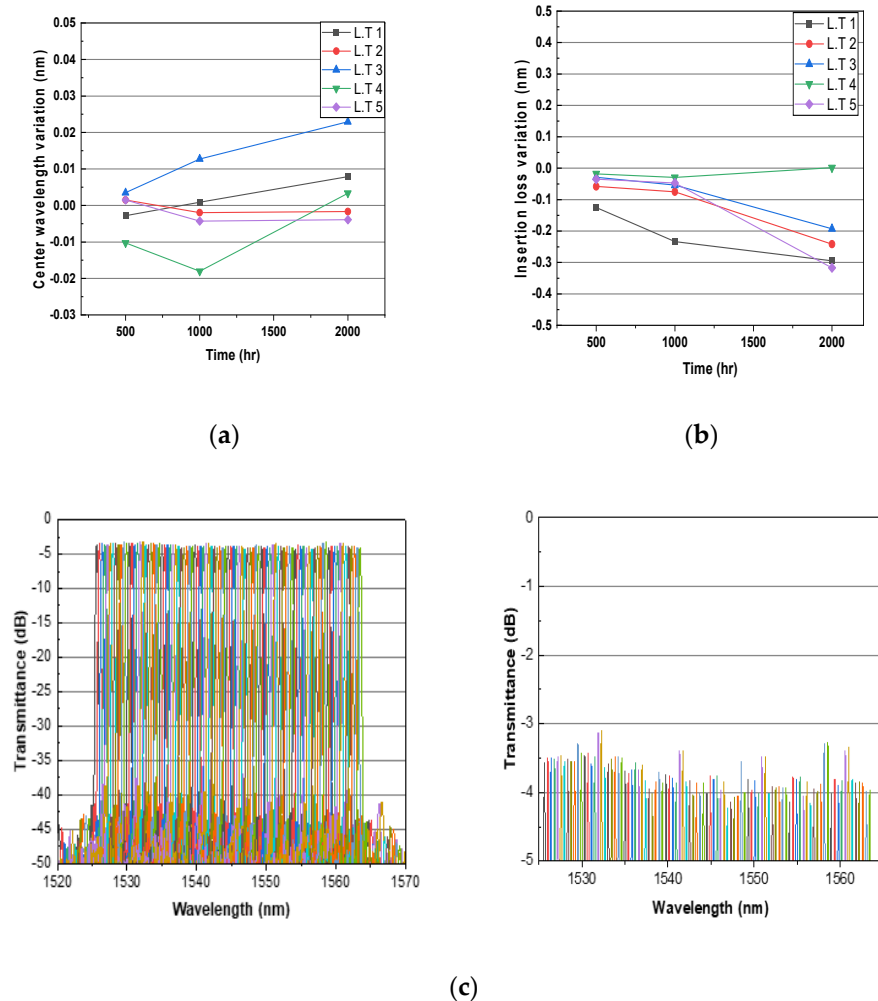 Center wavelength variation (nm)
0.05
0.04
0.03
0.02
0.01
0.00
-0.01
-0.02
-0.03
L.T 1
L.T 2
L.T 3
L.T 4
L.T 5
500 1000 1500 2000
Time (hr)
(a)
Insertion loss variation (nm)
0.5
0.4
0.3
0.2
0.1
0.0
-0.1
-0.2
-0.3
-0.4
-0.5
L.T 1
L.T 2
L.T 3
L.T 4
L.T 5
500 1000 1500 2000
Time (hr)
(b)
Transmittance (dB)
0
-5
-10
-15
-20
-25
-30
-35
-40
-45
-50
1520 1530 1540 1550 1560 1570
Wavelength (nm)
Transmittance (dB)
0
-1
-2
-3
-4
-5
1530 1540 1550 1560
Wavelength (nm)
(c)